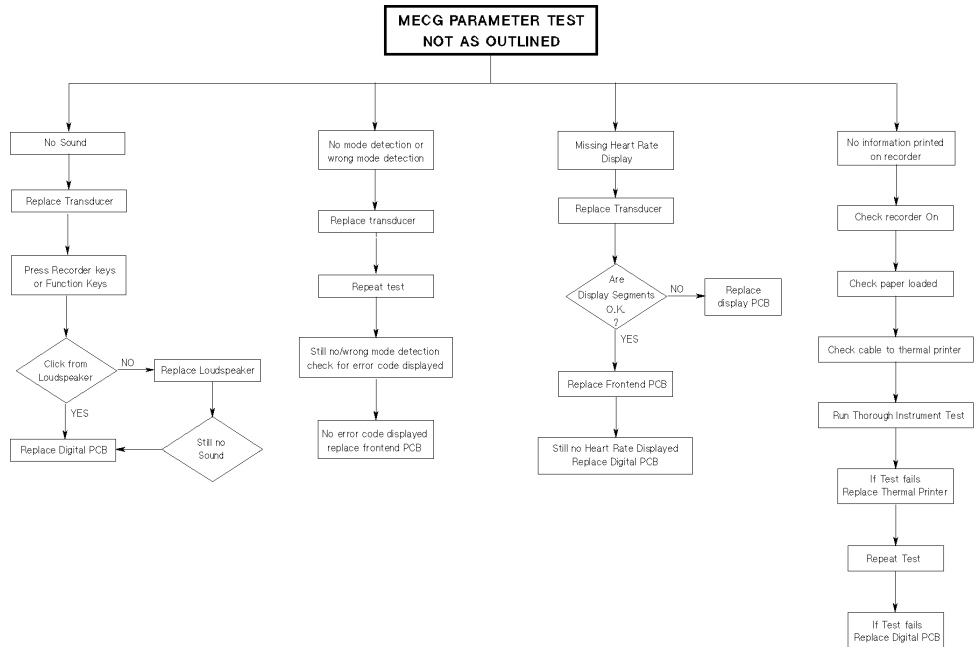 MECG PARAMETER TEST
NOT AS OUTLINED
No Sound
Replace Transducer
Press Recorder keys
or Function Keys
Click from
Loudspeaker
NO
Replace Loudspeaker
YES
Replace Digital PCB
Still no
Sound
No mode detection or
wrong mode detection
Replace transducer
Repeat test
Still no/wrong mode detection
check for error code displayed
No error code displayed
replace frontend PCB
Missing Heart Rate
Display
Replace Transducer
Are
Display Segments
O.K.
?
NO
Replace
display PCB
YES
Replace Frontend PCB
Still no Heart Rate Displayed
Replace Digital PCB
No information printed
on recorder
Check recorder On
Check paper loaded
Check cable to thermal printer
Run Thorough Instrument Test
If Test fails
Replace Thermal Printer
Repeat Test
If Test fails
Replace Digital PCB